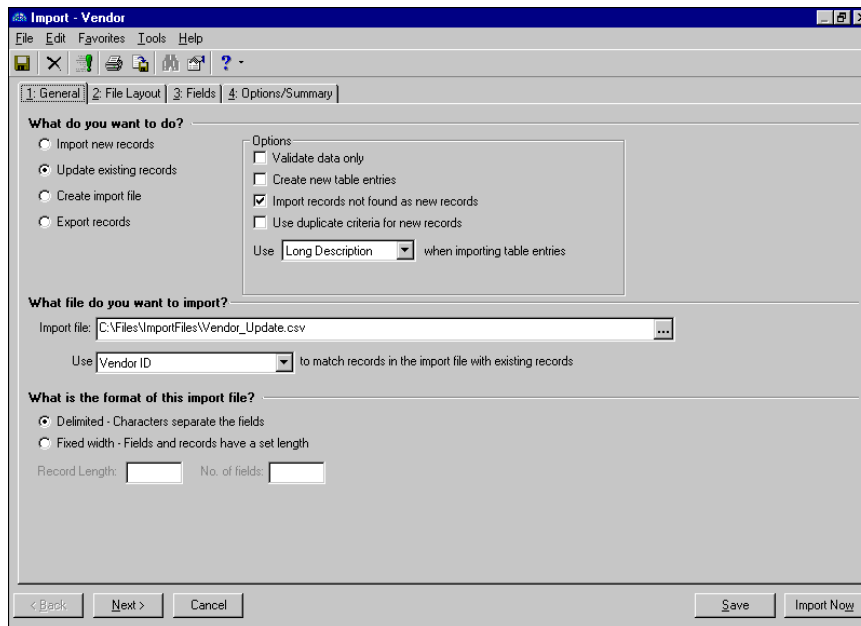 Import - Vendor
File Edit Favorites Tools Help
1: General 2: File Layout 3: Fields 4: Options/Summary
What do you want to do?
Import new records
Update existing records
Create import file
Export records
Options
Validate data only
Create new table entries
Import records not found as new records
Use duplicate criteria for new records
Use Long Description when importing table entries
What file do you want to import?
Import file: C:\Files\ImportFiles\Vendor_Update.csv ...
Use Vendor ID to match records in the import file with existing records
What is the format of this import file?
Delimited - Characters separate the fields
Fixed width - Fields and records have a set length
Record Length: No. of fields:
< Back Next > Cancel Save Import Now